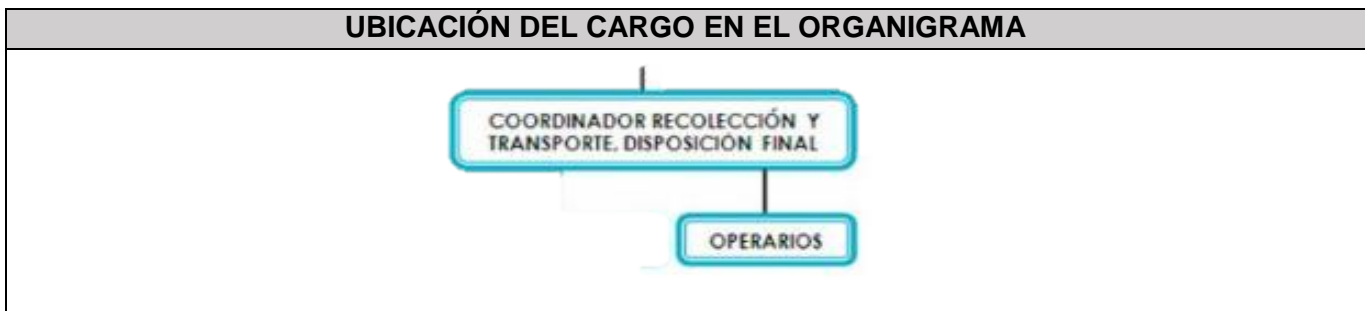 UBICACIÓN DEL CARGO EN EL ORGANIGRAMA
COORDINADOR RECOLECCIÓN Y
TRANSPORTE, DISPOSICIÓN FINAL
OPERARIOS